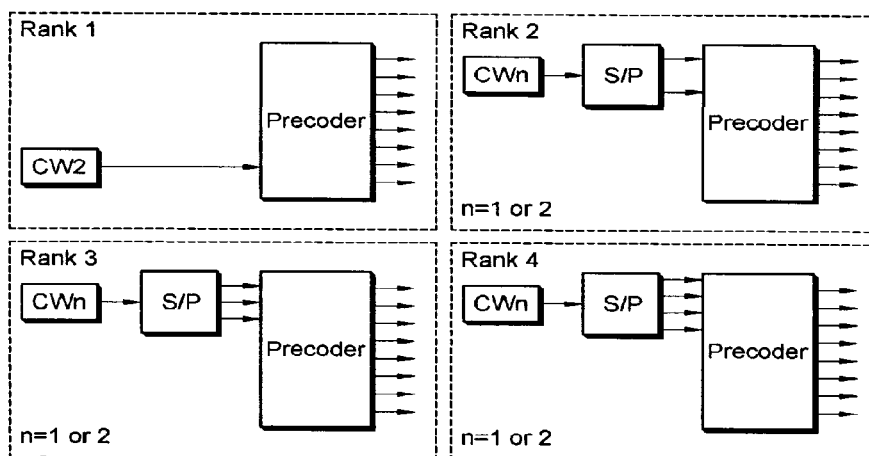 Rank 1
Precoder
CW2
Rank 2
CWn
S/P
Precoder
n=1 or 2
Rank 3
CWn
S/P
Precoder
n=1 or 2
Rank 4
CWn
S/P
Precoder
n=1 or 2